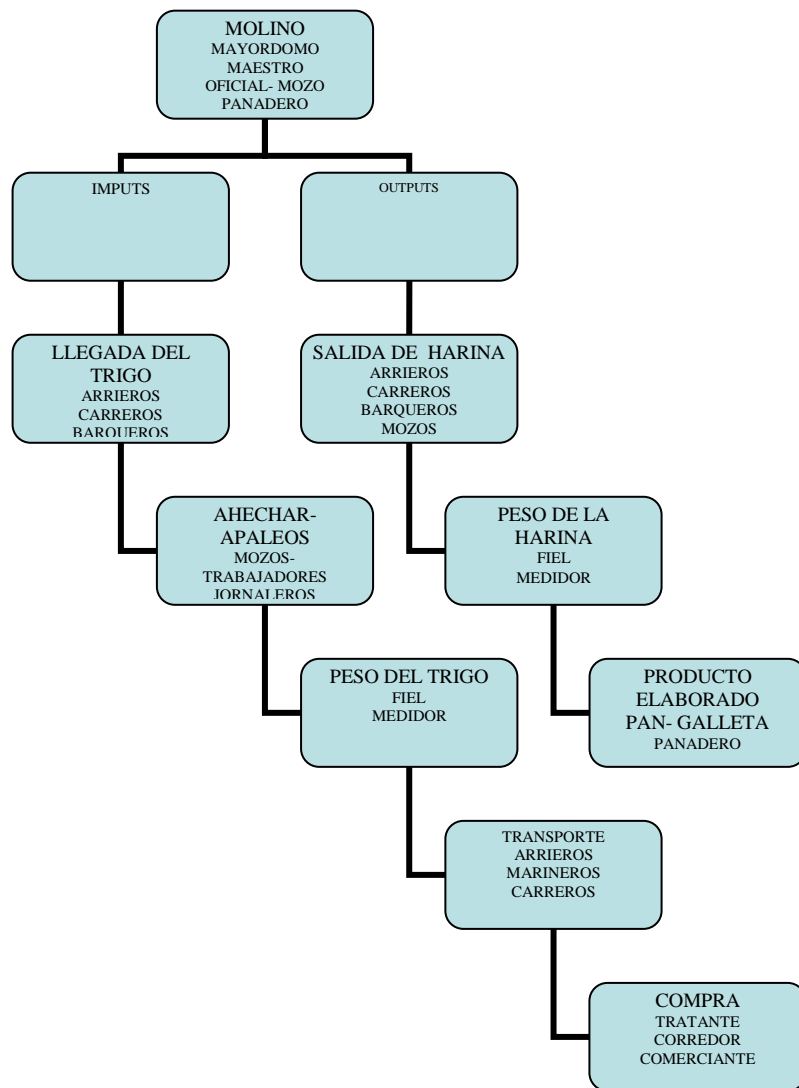 MOLINO
MAYORDOMO
MAESTRO
OFICIAL- MOZO
PANADERO
IMPUTS
OUTPUTS
LLEGADA DEL
TRIGO
ARRIEROS
CARREROS
BARQUEROS
SALIDA DE HARINA
ARRIEROS
CARREROS
BARQUEROS
MOZOS
AHECHAR-
APALEOS
MOZOS-
TRABAJADORES
JORNALEROS
PESO DE LA
HARINA
FIEL
MEDIDOR
PESO DEL TRIGO
FIEL
MEDIDOR
PRODUCTO
ELABORADO
PAN- GALLETA
PANADERO
TRANSPORTE
ARRIEROS
MARINEROS
CARREROS
COMPRA
TRATANTE
CORREDOR
COMERCIANTE